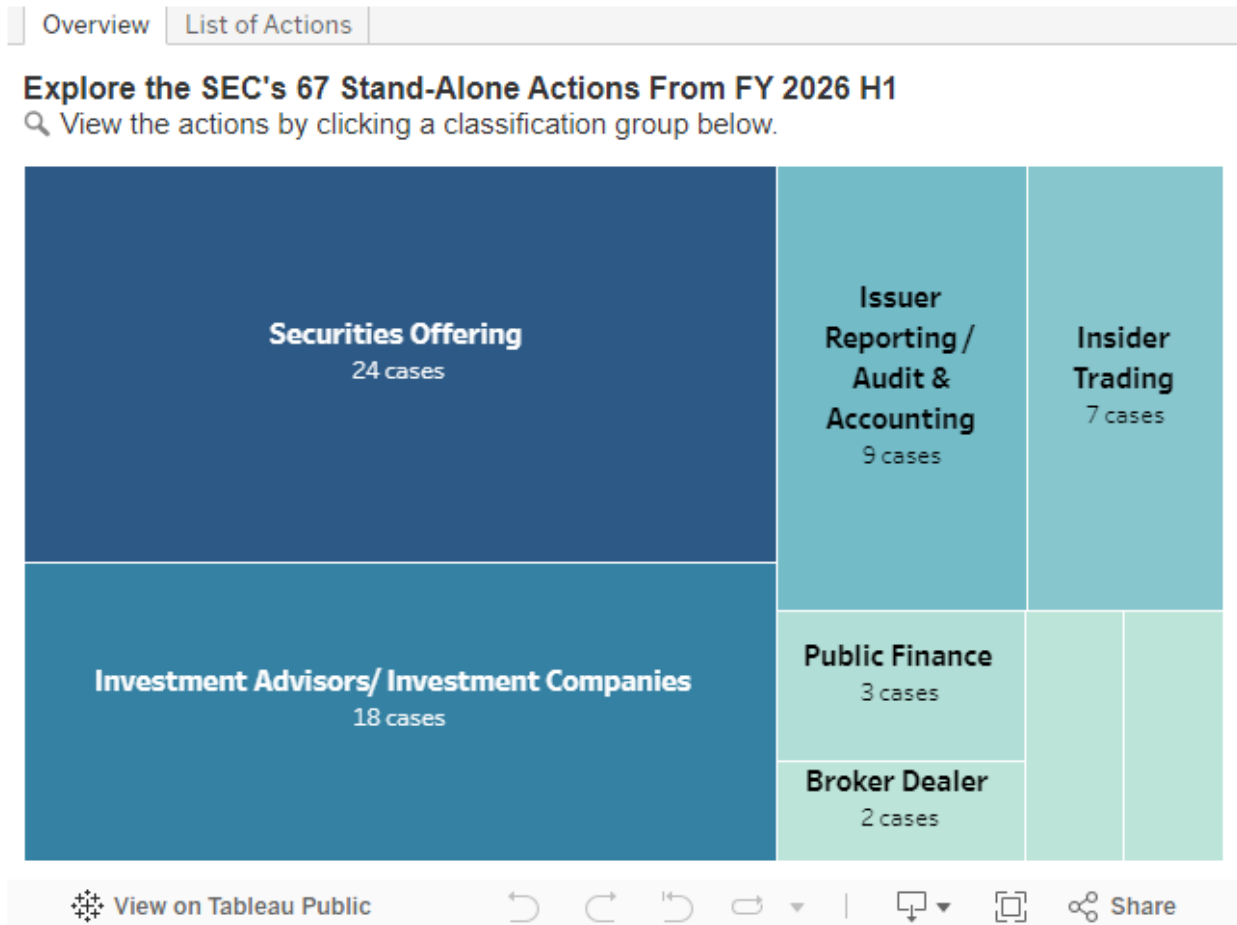 Overview
List of Actions
Explore the SEC's 67 Stand-Alone Actions From FY 2026 H1
View the actions by clicking a classification group below.
Securities Offering
24 cases
Investment Advisors/ Investment Companies
18 cases
Issuer
Reporting /
Audit &
Accounting
9 cases
Insider
Trading
7 cases
Public Finance
3 cases
Broker Dealer
2 cases
View on Tableau Public
Share